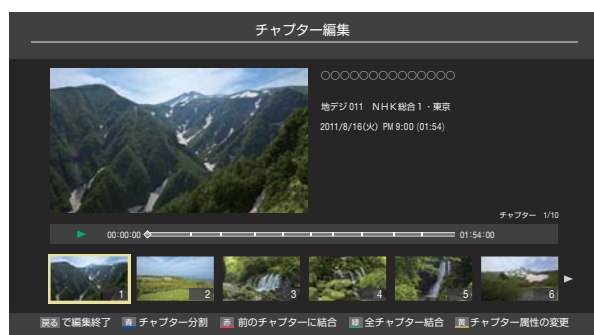 チャプター編集
○○○○○○○○○○○○○○
地デジ 011 NHK総合1・東京
2011/8/16(火) PM 9:00 (01:54)
チャプター 1/10
00:00:00 01:54:00
1 2 3 4 5 6
戻る で編集終了 青 チャプター分割 赤 前のチャプターに結合 緑 全チャプター結合 黄 チャプター属性の変更